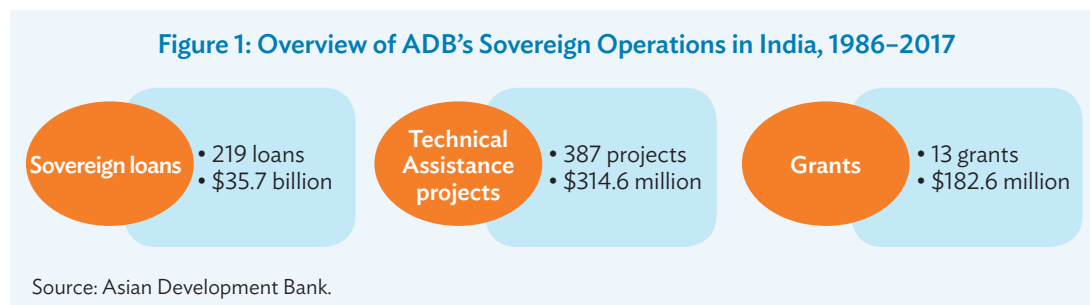 Figure 1: Overview of ADB’s Sovereign Operations in India, 1986–2017
Sovereign loans
• 219 loans
• $35.7 billion
Technical
Assistance
projects
• 387 projects
• $314.6 million
Grants
• 13 grants
• $182.6 million
Source: Asian Development Bank.